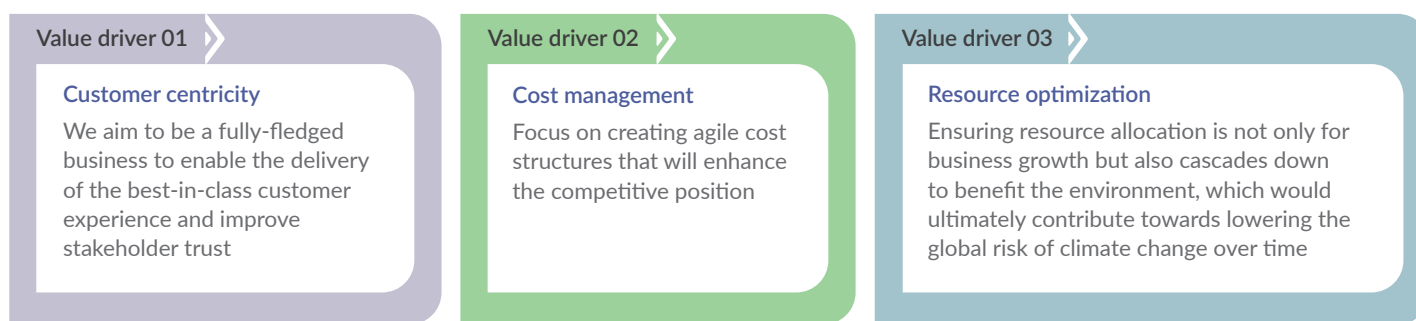 Value driver 01
Customer centricity
We aim to be a fully-fledged
business to enable the delivery
of the best-in-class customer
experience and improve
stakeholder trust
Value driver 02
Cost management
Focus on creating agile cost
structures that will enhance
the competitive position
Value driver 03
Resource optimization
Ensuring resource allocation is not only for
business growth but also cascades down
to benefit the environment, which would
ultimately contribute towards lowering the
global risk of climate change over time